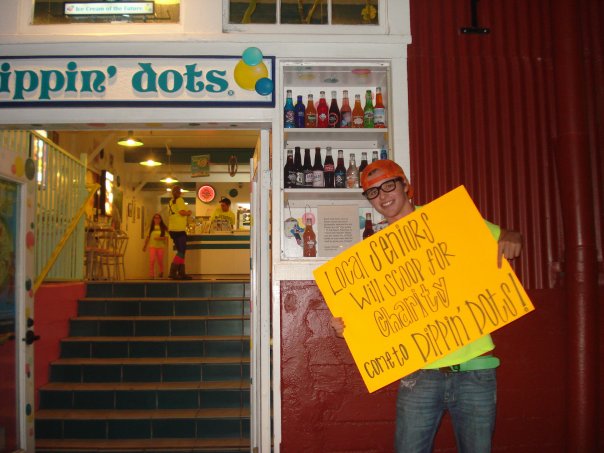 Ice Cream of the Future
ippin' dots
LOCAL SENIORS
WILL SCOOP FOR
CHARITY
COME TO DIPPIN' DOTS!